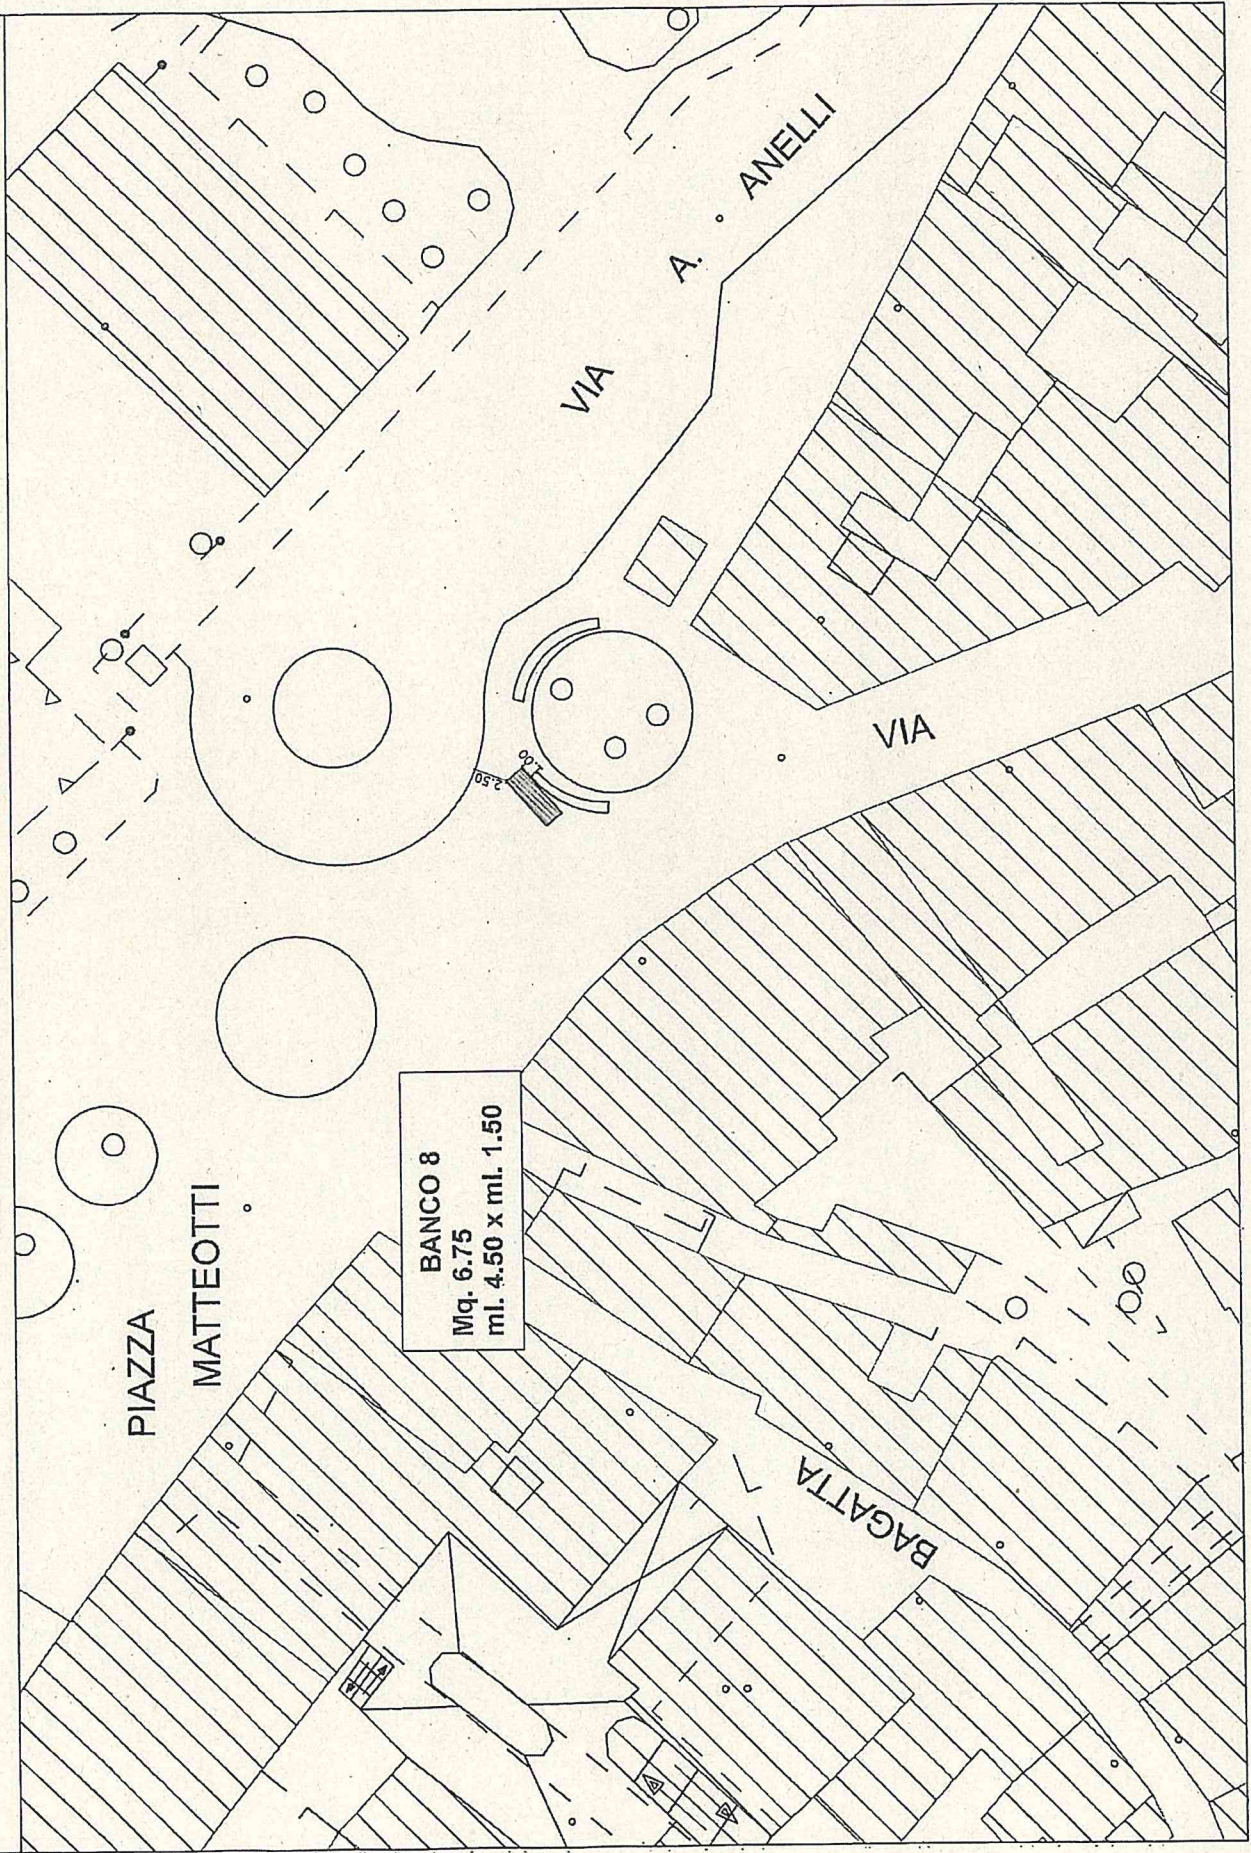 PIAZZA
MATTEOTTI
BANCO 8
Mq. 6.75
ml. 4.50 x ml. 1.50
2.50
1.00
VIA
A.
ANELLI
VIA
BAGATTA